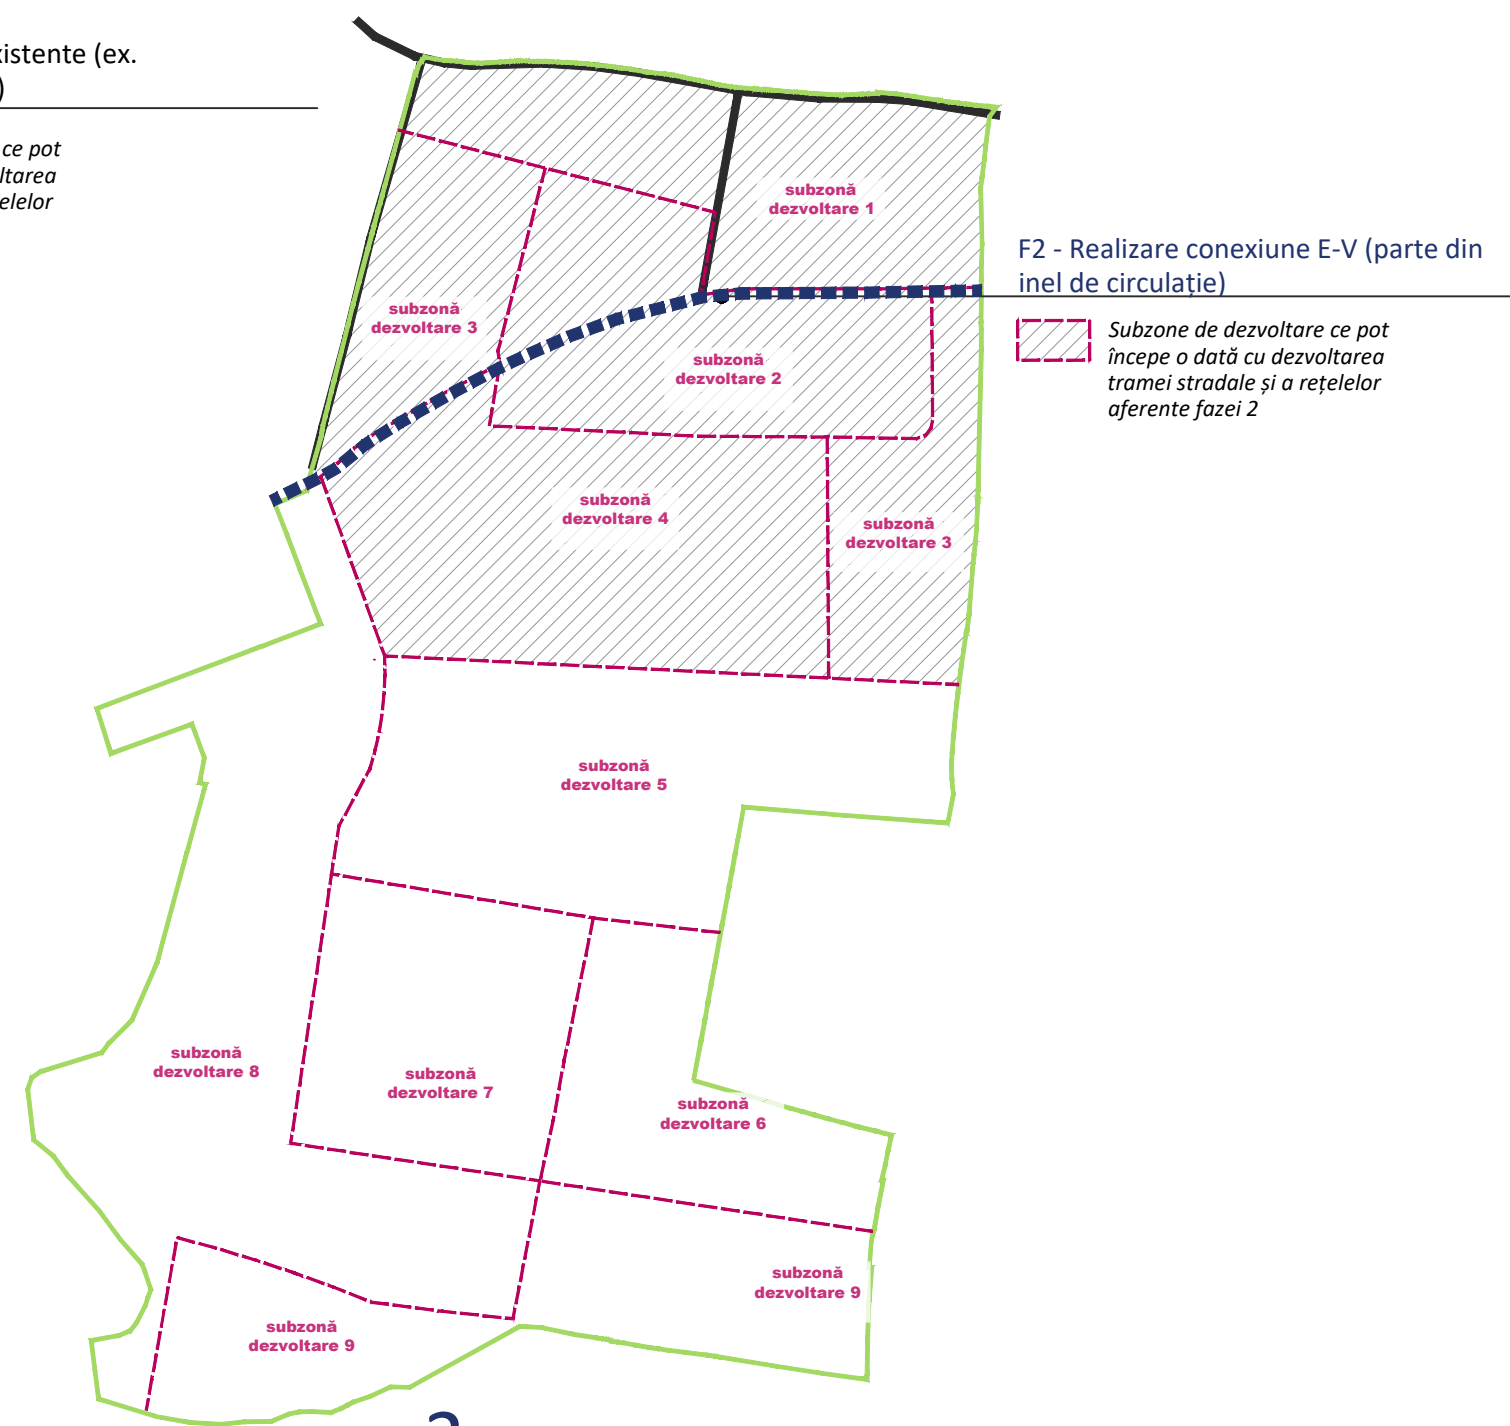 (ex.
)
ce pot
subzonă
dezvoltare 1
F2 - Realizare conexiune E-V (parte din
inel de circulație)
Subzone de dezvoltare ce pot
începe o dată cu dezvoltarea
tramei stradale și a rețelelor
aferente fazei 2
subzonă
dezvoltare 3
subzonă
dezvoltare 2
subzonă
dezvoltare 4
subzonă
dezvoltare 3
subzonă
dezvoltare 5
subzonă
dezvoltare 8
subzonă
dezvoltare 7
subzonă
dezvoltare 6
subzonă
dezvoltare 9
subzonă
dezvoltare 9